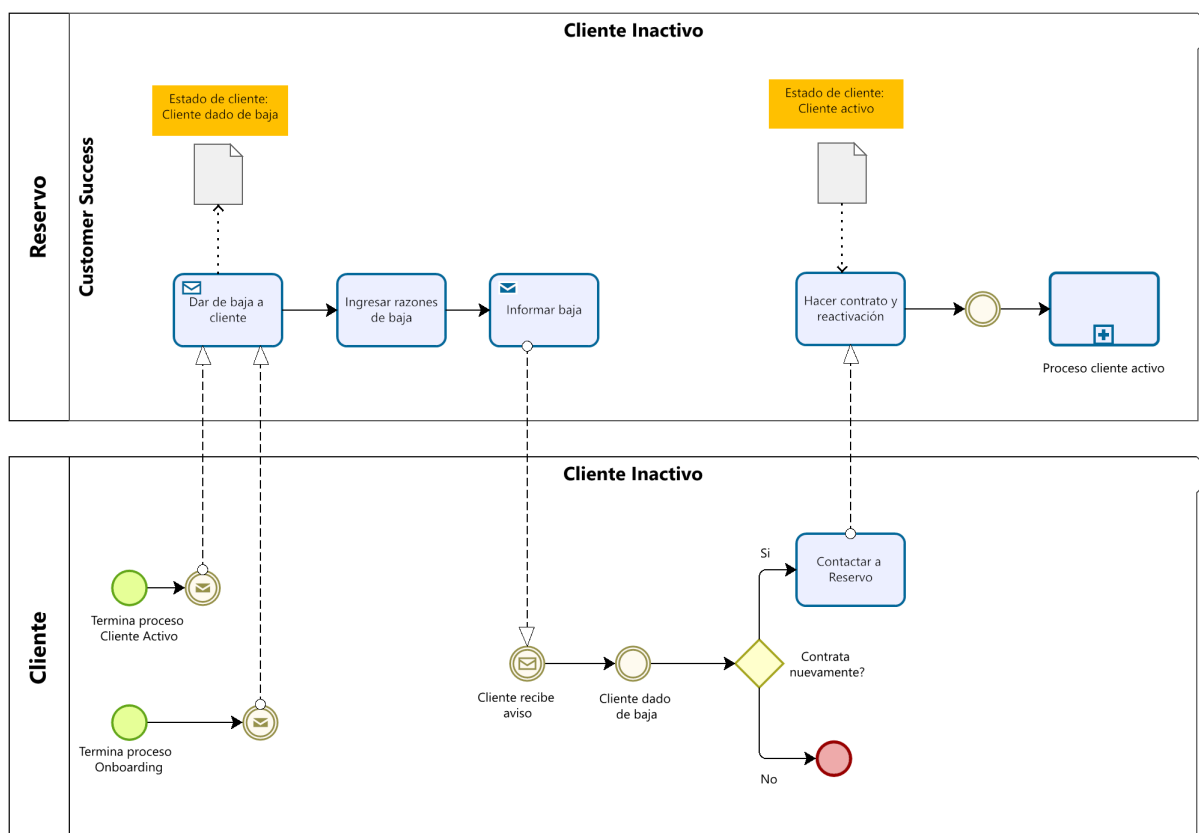 Cliente Inactivo
Reservo
Customer Success
Estado de cliente:
Cliente dado de baja
Estado de cliente:
Cliente activo
Dar de baja a
cliente
Ingresar razones
de baja
Informar baja
Hacer contrato y
reactivación
Proceso cliente activo
Cliente Inactivo
Cliente
Termina proceso
Cliente Activo
Termina proceso
Onboarding
Cliente recibe
aviso
Cliente dado
de baja
Contrata
nuevamente?
Si
Contactar a
Reservo
No